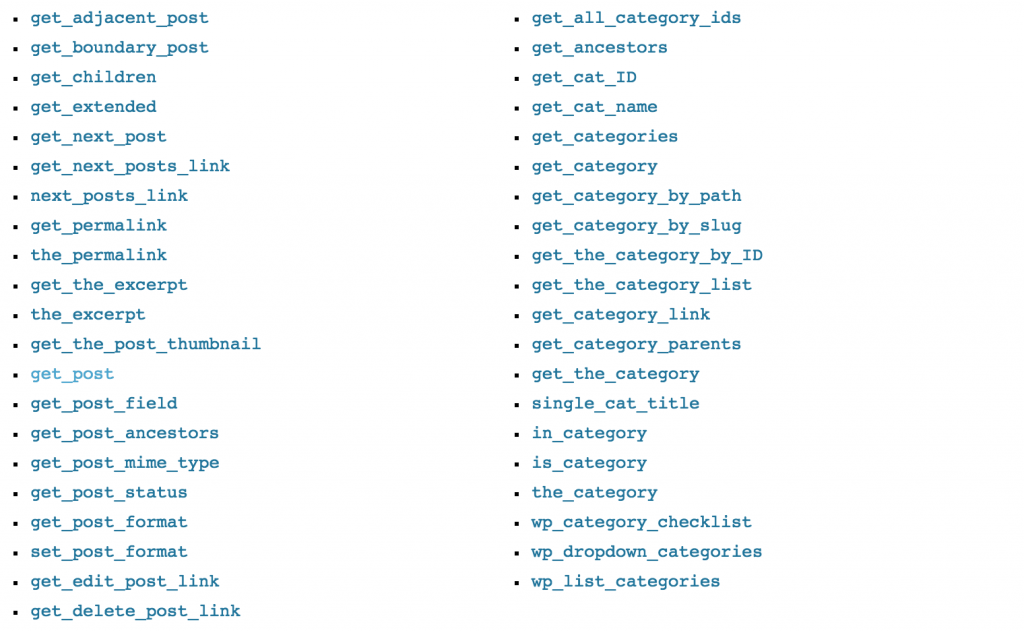 get_adjacent_post
get_boundary_post
get_children
get_extended
get_next_post
get_next_posts_link
next_posts_link
get_permalink
the_permalink
get_the_excerpt
the_excerpt
get_the_post_thumbnail
get_post
get_post_field
get_post_ancestors
get_post_mime_type
get_post_status
get_post_format
set_post_format
get_edit_post_link
get_delete_post_link
get_all_category_ids
get_ancestors
get_cat_ID
get_cat_name
get_categories
get_category
get_category_by_path
get_category_by_slug
get_the_category_by_ID
get_the_category_list
get_category_link
get_category_parents
get_the_category
single_cat_title
in_category
is_category
the_category
wp_category_checklist
wp_dropdown_categories
wp_list_categories